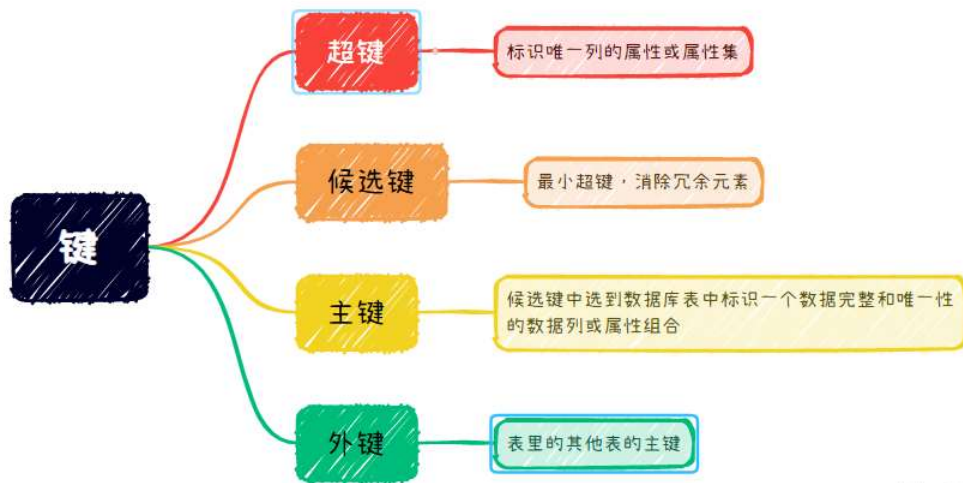 键
超键
标识唯一列的属性或属性集
候选键
最小超键，消除冗余元素
主键
候选键中选到数据库表中标识一个数据完整和唯一性
的数据列或属性组合
外键
表里的其他表的主键